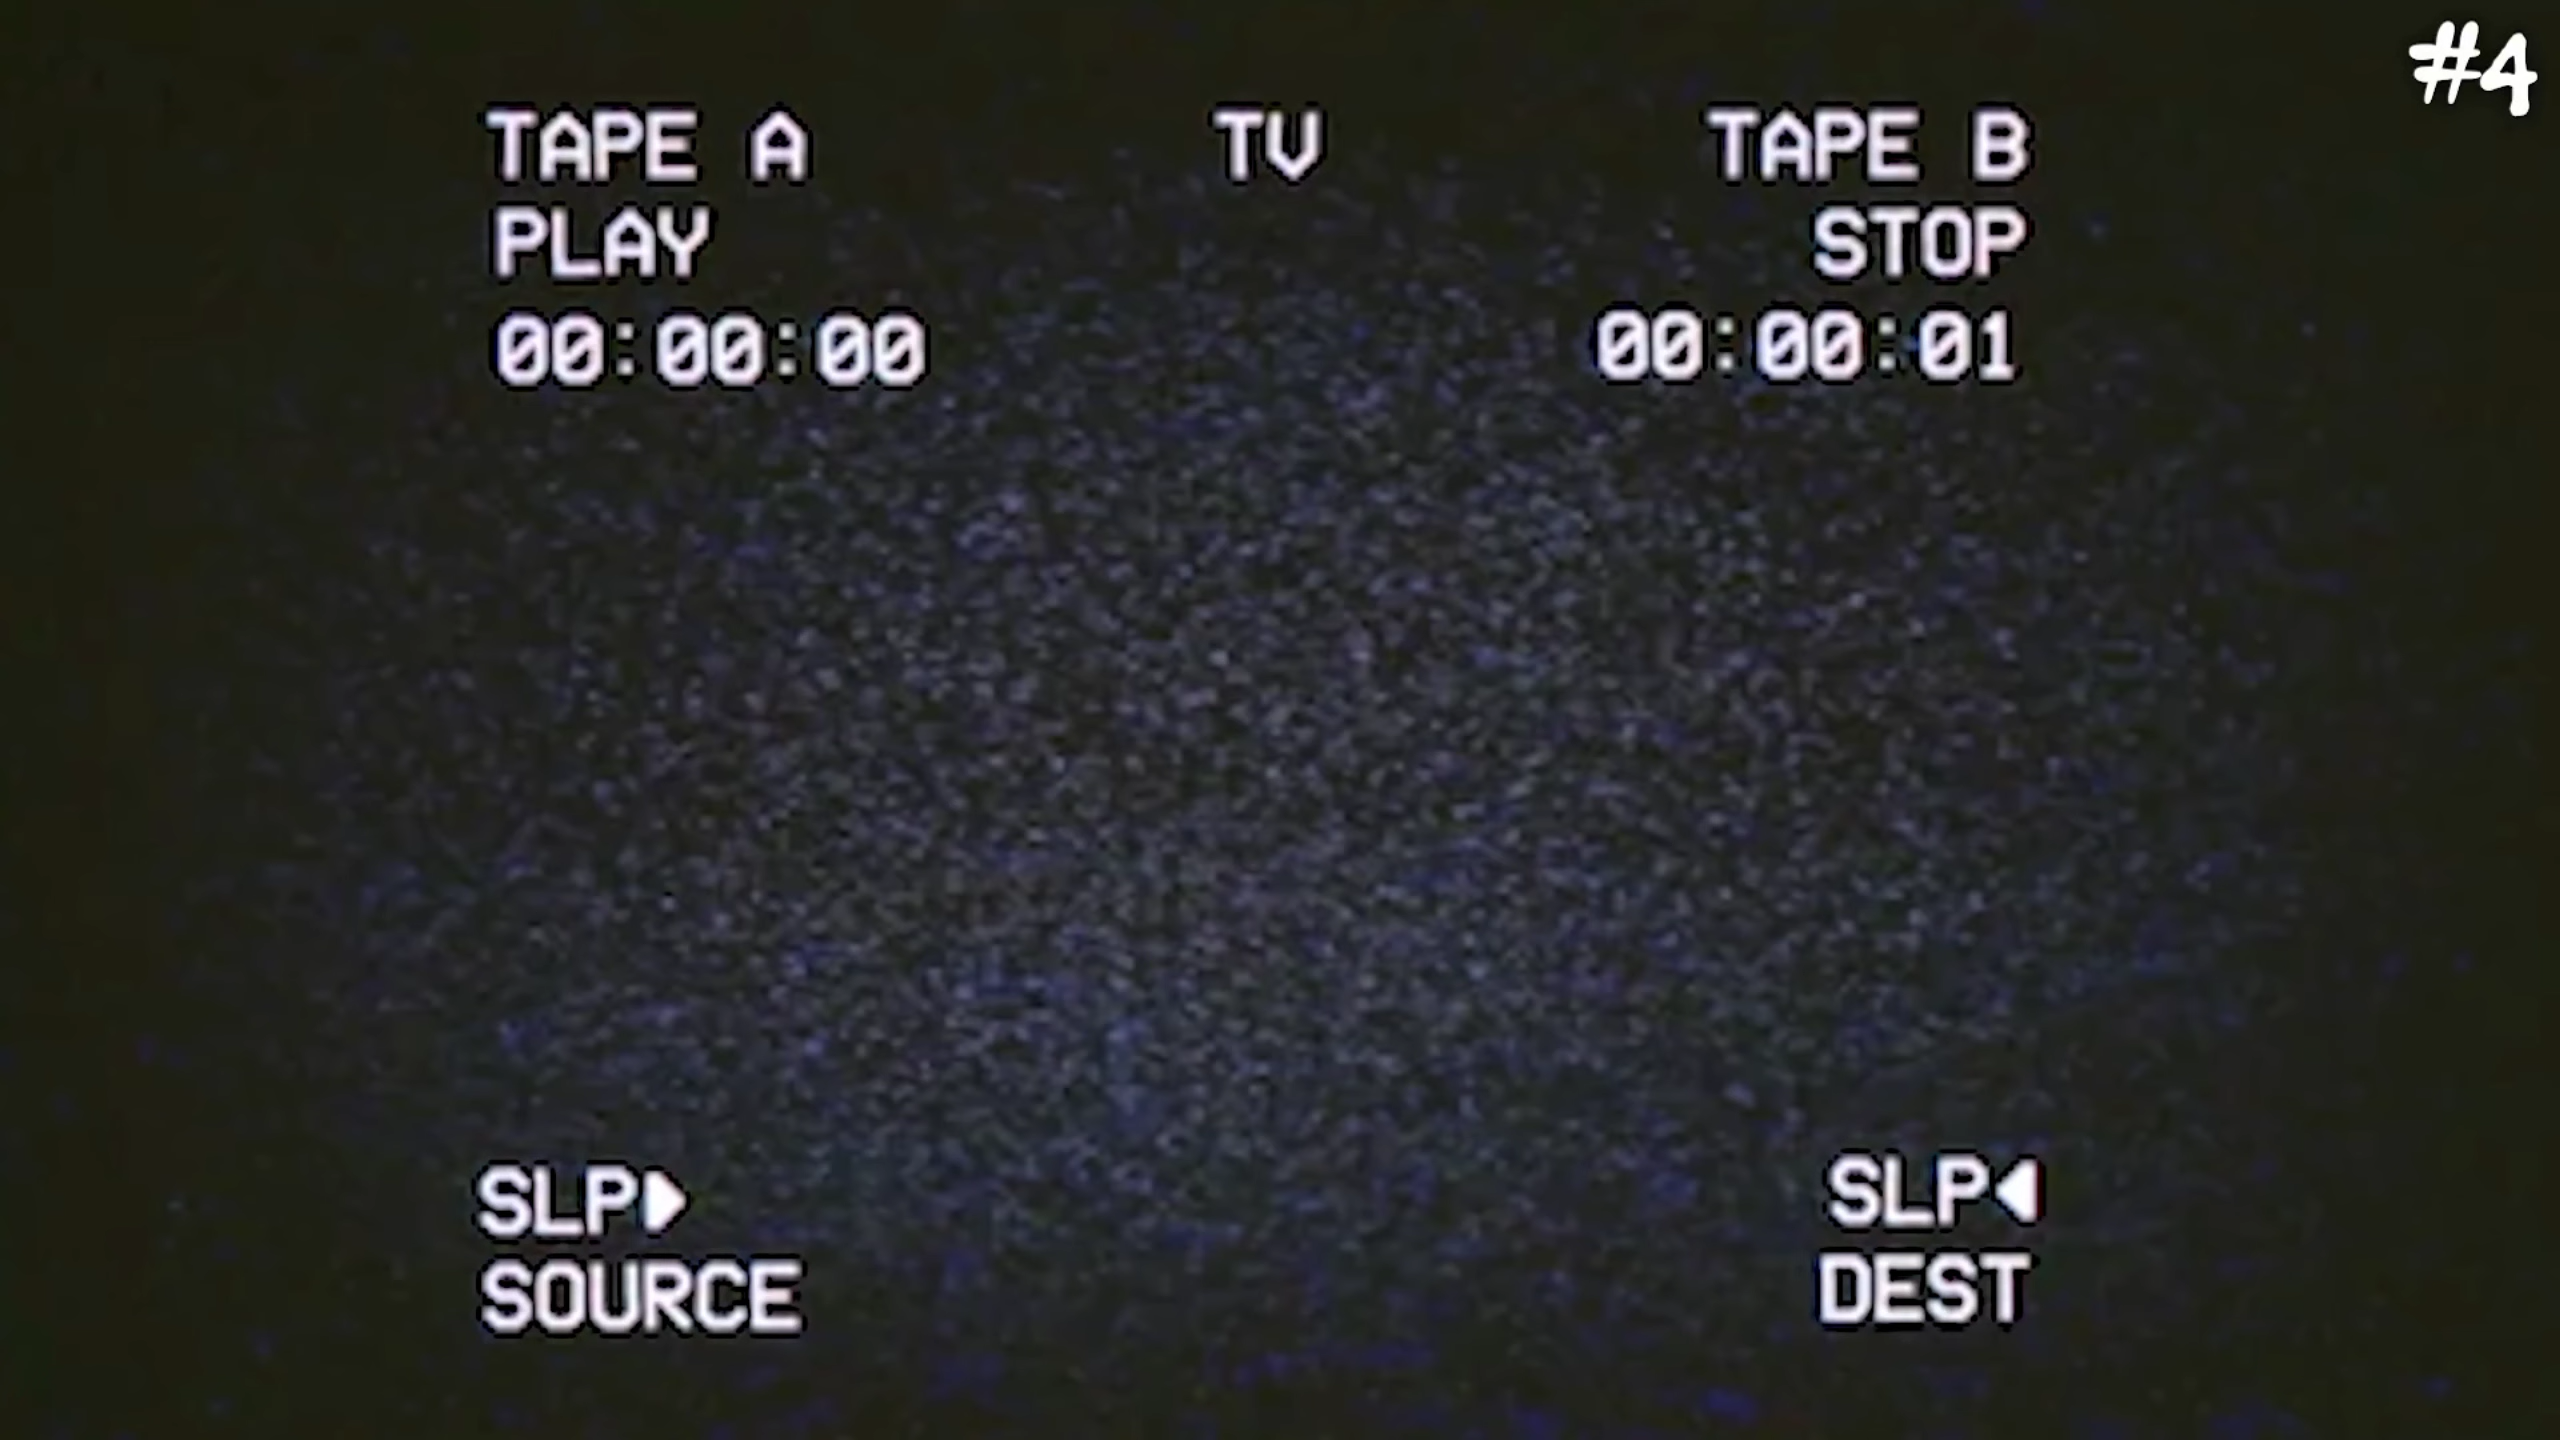 #4
TAPE A
PLAY
00:00:00
TV
TAPE B
STOP
00:00:01
SLP▶
SOURCE
SLP◀
DEST